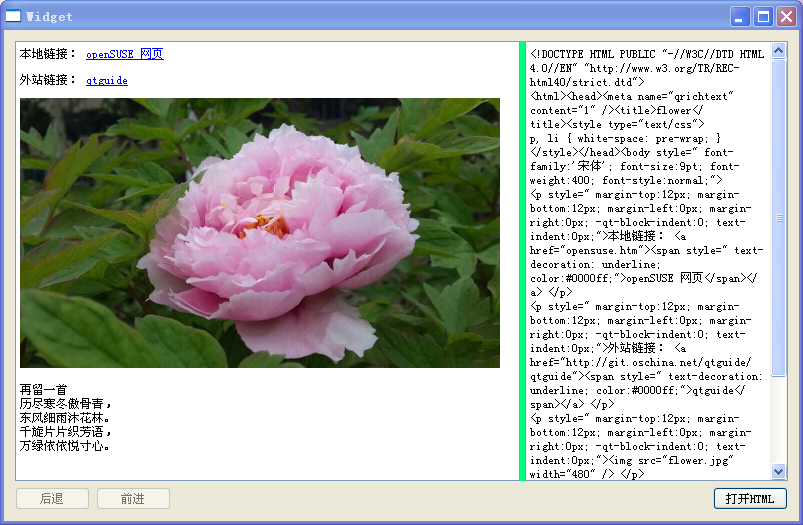 Widget
本地链接： openSUSE 网页
外站链接： qtguide
再留一首
历尽寒冬傲骨青，
东风细雨沐花林。
千旋片片织芳语，
万绿依依悦寸心。
<!DOCTYPE HTML PUBLIC "-//W3C//DTD HTML
4.0//EN" "http://www.w3.org/TR/REC-
html40/strict.dtd">
<html><head><meta name="qrichtext"
content="1" /><title>flower</
title><style type="text/css">
p, li { white-space: pre-wrap; }
</style></head><body style=" font-
family:'宋体'; font-size:9pt; font-
weight:400; font-style:normal;">
<p style=" margin-top:12px; margin-
bottom:12px; margin-left:0px; margin-
right:0px; -qt-block-indent:0; text-
indent:0px;">本地链接： <a
href="opensuse.htm"><span style=" text-
decoration: underline;
color:#0000ff;">openSUSE 网页</span></
a> </p>
<p style=" margin-top:12px; margin-
bottom:12px; margin-left:0px; margin-
right:0px; -qt-block-indent:0; text-
indent:0px;">外站链接： <a
href="http://git.oschina.net/qtguide/
qtguide"><span style=" text-decoration:
underline; color:#0000ff;">qtguide</
span></a> </p>
<p style=" margin-top:12px; margin-
bottom:12px; margin-left:0px; margin-
right:0px; -qt-block-indent:0; text-
indent:0px;"><img src="flower.jpg"
width="480" /> </p>
后退
前进
打开HTML